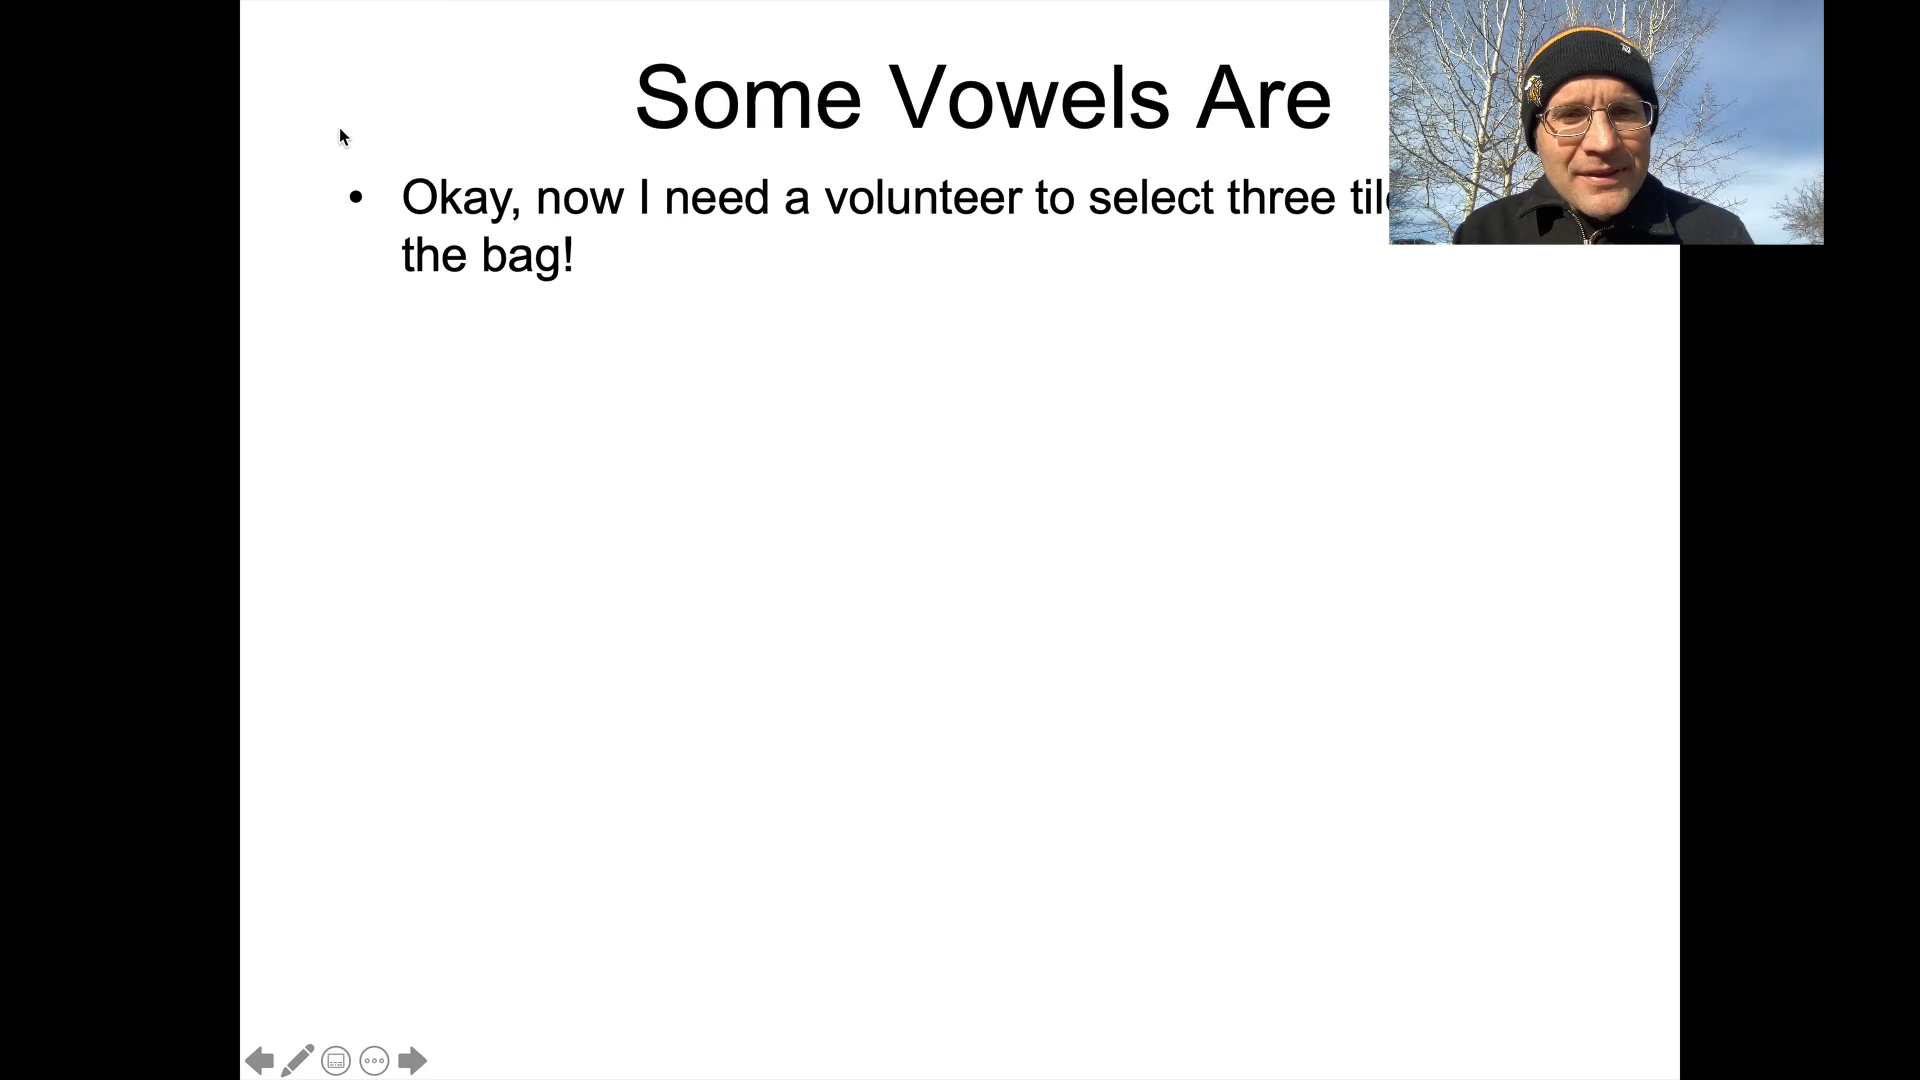 Some Vowels Are
• Okay, now I need a volunteer to select three
the bag!